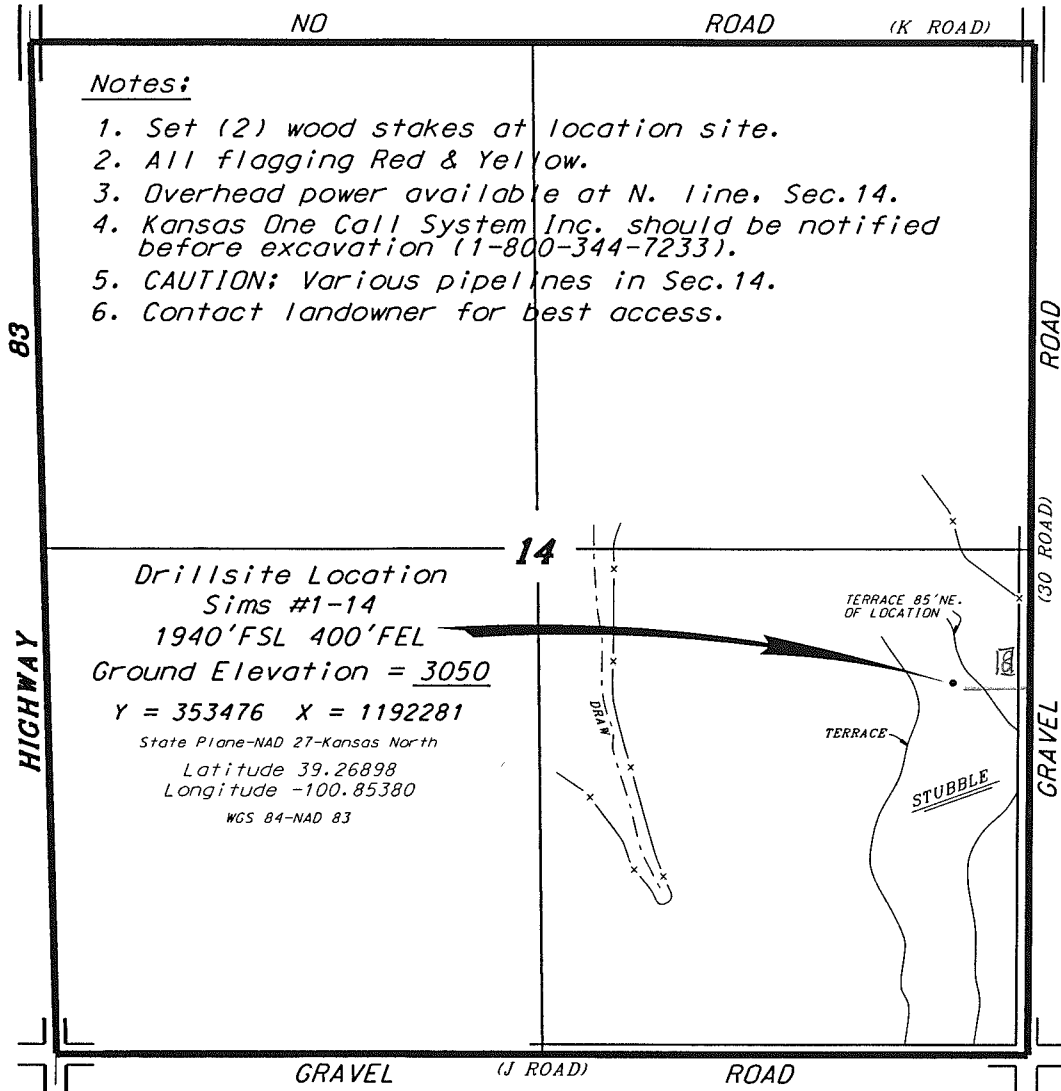 NO ROAD (K ROAD)
Notes:
1. Set (2) wood stakes at location site.
2. All flagging Red & Yellow.
3. Overhead power available at N. line, Sec.14.
4. Kansas One Call System Inc. should be notified
before excavation (1-800-344-7233).
5. CAUTION: Various pipelines in Sec.14.
6. Contact landowner for best access.
HIGHWAY 83
GRAVEL (30 ROAD) ROAD
14
Drillsite Location
Sims #1-14
1940'FSL 400'FEL
Ground Elevation = 3050
Y = 353476 X = 1192281
State Plane-NAD 27-Kansas North
Latitude 39.26898
Longitude -100.85380
WGS 84-NAD 83
TERRACE 85'NE.
OF LOCATION
DRAW
TERRACE
STUBBLE
GRAVEL (J ROAD) ROAD